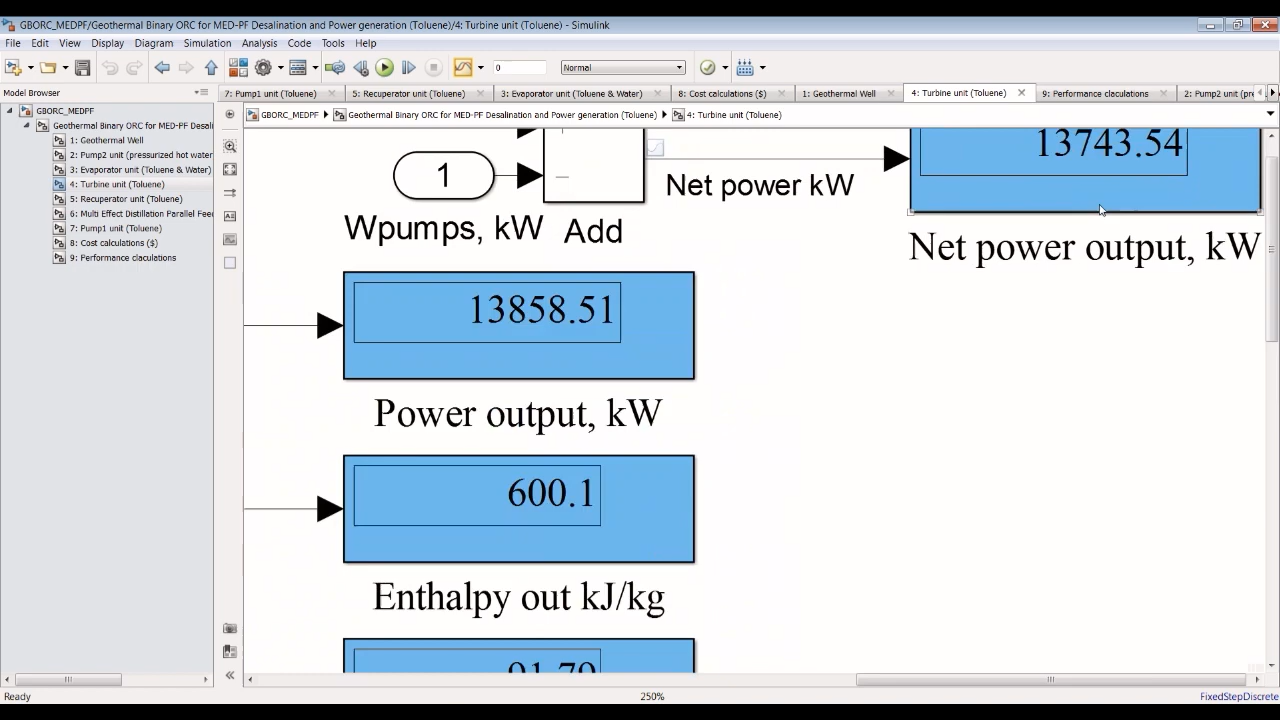 GBORC_MEDPF/Geothermal Binary ORC for MED-PF Desalination and Power generation (Toluene)/4: Turbine unit (Toluene) - Simulink
File Edit View Display Diagram Simulation Analysis Code Tools Help
0 Normal
Model Browser
7: Pump1 unit (Toluene) 5: Recuperator unit (Toluene) 3: Evaporator unit (Toluene & Water) 8: Cost calculations ($) 1: Geothermal Well 4: Turbine unit (Toluene) 9: Performance claculations 2: Pump2 unit (pre
GBORC_MEDPF Geothermal Binary ORC for MED-PF Desalination and Power generation (Toluene) 4: Turbine unit (Toluene)
GBORC_MEDPF
Geothermal Binary ORC for MED-PF Desali
1: Geothermal Well
2: Pump2 unit (pressurized hot water
3: Evaporator unit (Toluene & Water)
4: Turbine unit (Toluene)
5: Recuperator unit (Toluene)
6: Multi Effect Distillation Parallel Fee
7: Pump1 unit (Toluene)
8: Cost calculations ($)
9: Performance claculations
1
Wpumps, kW
Add
Net power kW
13743.54
Net power output, kW
13858.51
Power output, kW
600.1
Enthalpy out kJ/kg
91.79
Ready 250% FixedStepDiscrete